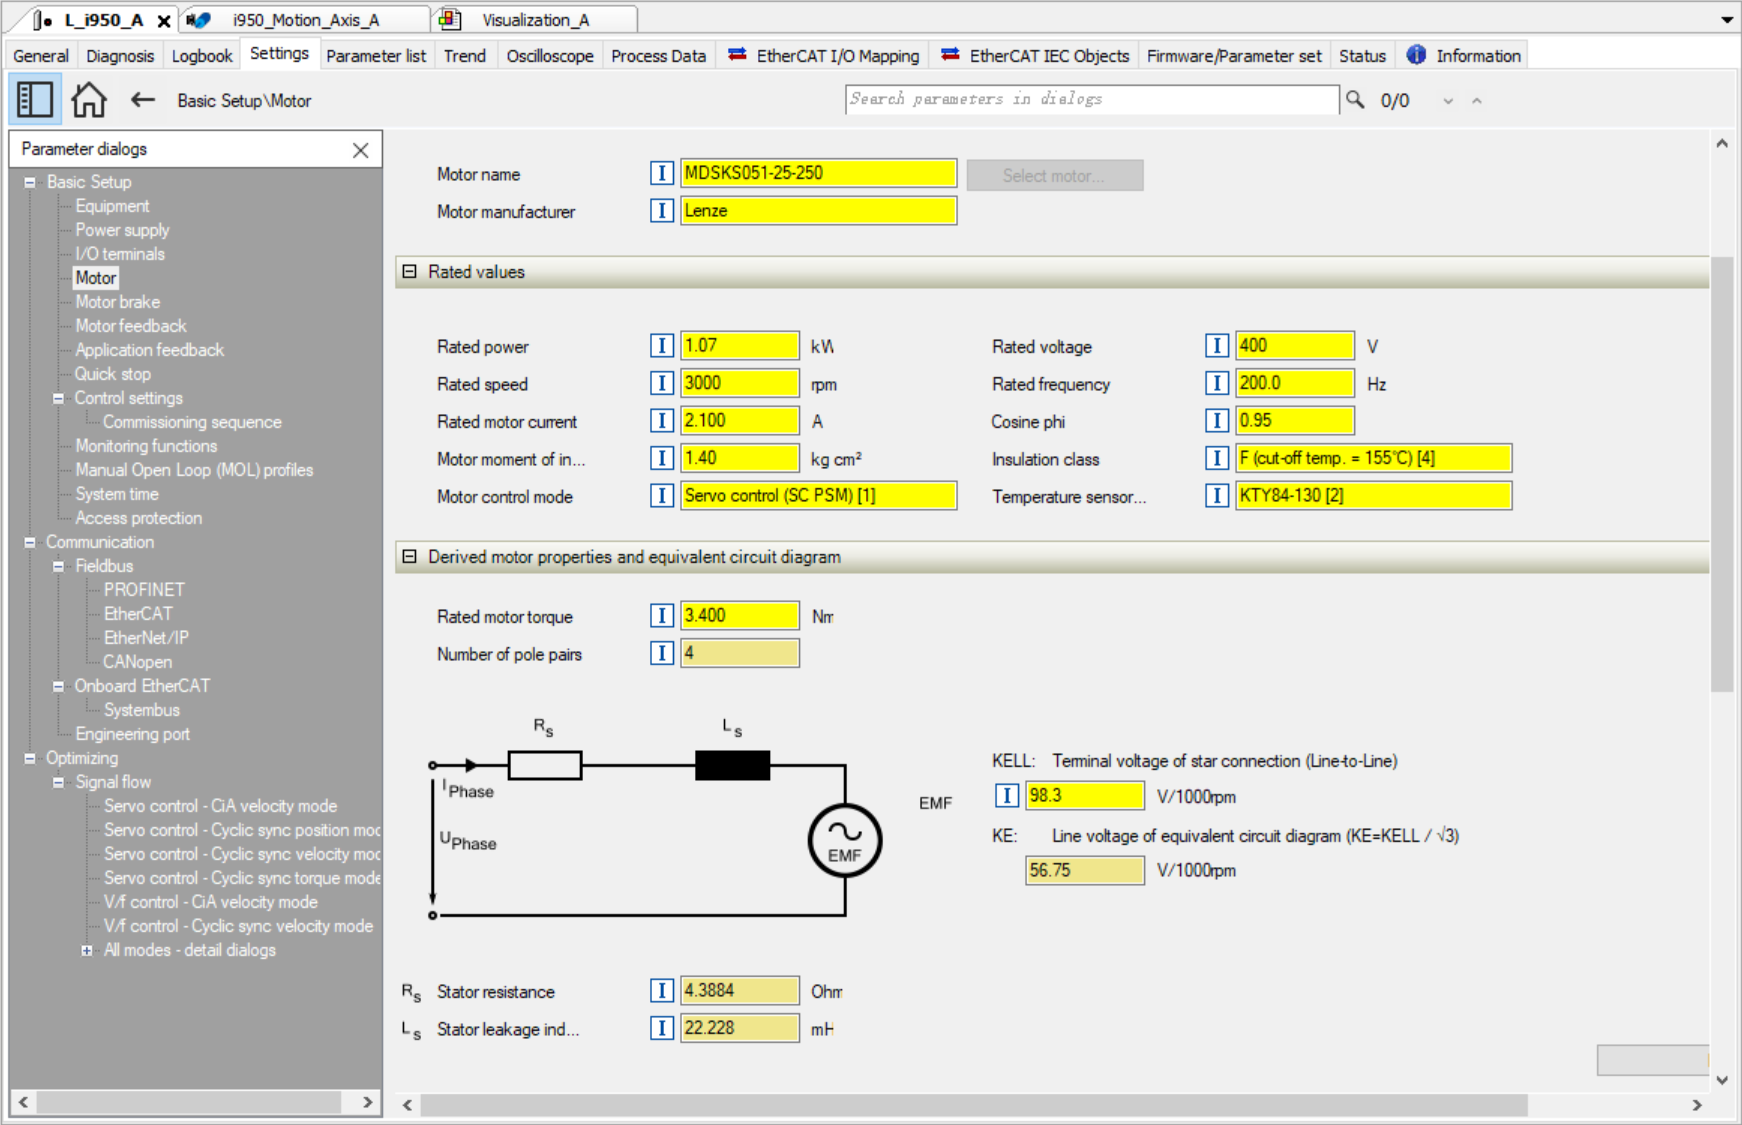 L_i950_A
i950_Motion_Axis_A
Visualization_A
General
Diagnosis
Logbook
Settings
Parameter list
Trend
Oscilloscope
Process Data
EtherCAT I/O Mapping
EtherCAT IEC Objects
Firmware/Parameter set
Status
Information
Basic Setup\Motor
Search parameters in dialogs
0/0
Parameter dialogs
Basic Setup
Equipment
Power supply
I/O terminals
Motor
Motor brake
Motor feedback
Application feedback
Quick stop
Control settings
Commissioning sequence
Monitoring functions
Manual Open Loop (MOL) profiles
System time
Access protection
Communication
Fieldbus
PROFINET
EtherCAT
EtherNet/IP
CANopen
Onboard EtherCAT
Systembus
Engineering port
Optimizing
Signal flow
Servo control - CiA velocity mode
Servo control - Cyclic sync position moc
Servo control - Cyclic sync velocity moc
Servo control - Cyclic sync torque mode
V/f control - CiA velocity mode
V/f control - Cyclic sync velocity mode
All modes - detail dialogs
Motor name I MDSKS051-25-250 Select motor...
Motor manufacturer I Lenze
Rated values
Rated power I 1.07 kW Rated voltage I 400 V
Rated speed I 3000 rpm Rated frequency I 200.0 Hz
Rated motor current I 2.100 A Cosine phi I 0.95
Motor moment of in... I 1.40 kg cm² Insulation class I F (cut-off temp. = 155°C) [4]
Motor control mode I Servo control (SC PSM) [1] Temperature sensor... I KTY84-130 [2]
Derived motor properties and equivalent circuit diagram
Rated motor torque I 3.400 Nm
Number of pole pairs I 4
Rs Ls
IPhase
UPhase
EMF
EMF
KELL: Terminal voltage of star connection (Line-to-Line)
I 98.3 V/1000rpm
KE: Line voltage of equivalent circuit diagram (KE=KELL / √3)
56.75 V/1000rpm
Rs Stator resistance I 4.3884 Ohm
Ls Stator leakage ind... I 22.228 mH